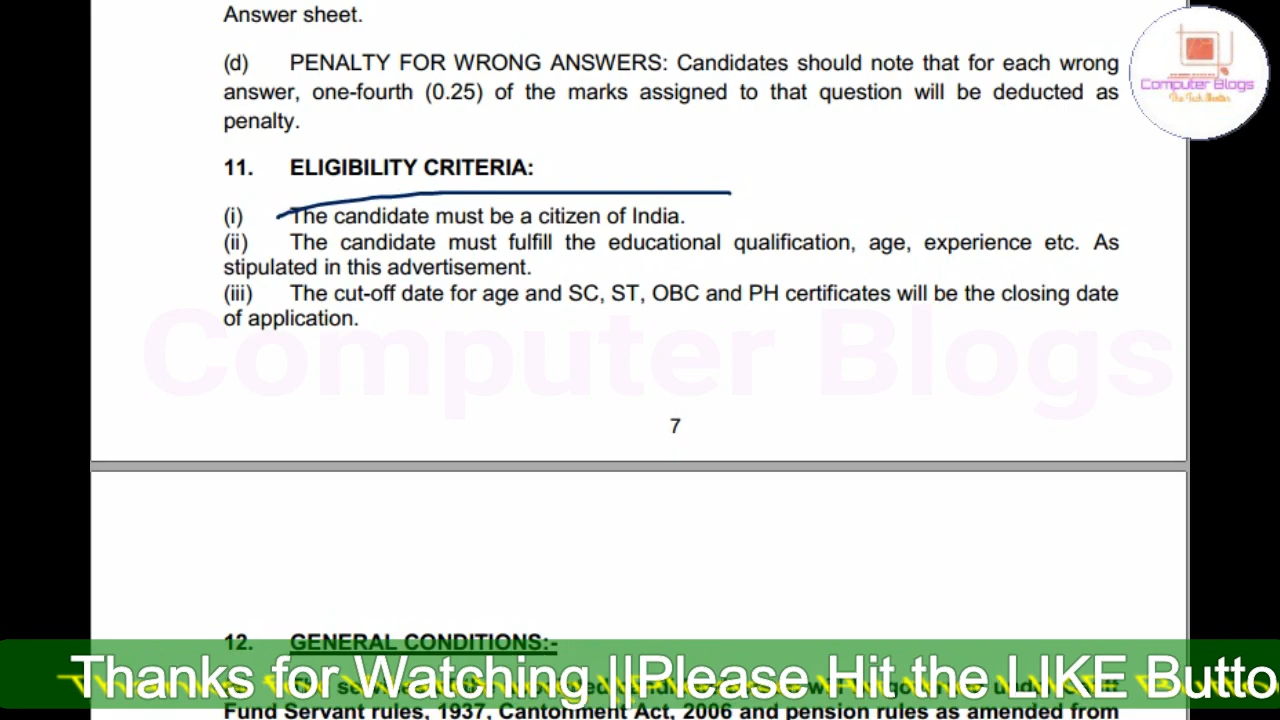 Answer sheet.
(d) PENALTY FOR WRONG ANSWERS: Candidates should note that for each wrong
answer, one-fourth (0.25) of the marks assigned to that question will be deducted as
penalty.
11. ELIGIBILITY CRITERIA:
(i) The candidate must be a citizen of India.
(ii) The candidate must fulfill the educational qualification, age, experience etc. As
stipulated in this advertisement.
(iii) The cut-off date for age and SC, ST, OBC and PH certificates will be the closing date
of application.
Computer Blogs
7
12. GENERAL CONDITIONS:-
Thanks for Watching ||Please Hit the LIKE Butto
Fund Servant rules, 1937, Cantonment Act, 2006 and pension rules as amended from
Computer Blogs
The Tech Shelter